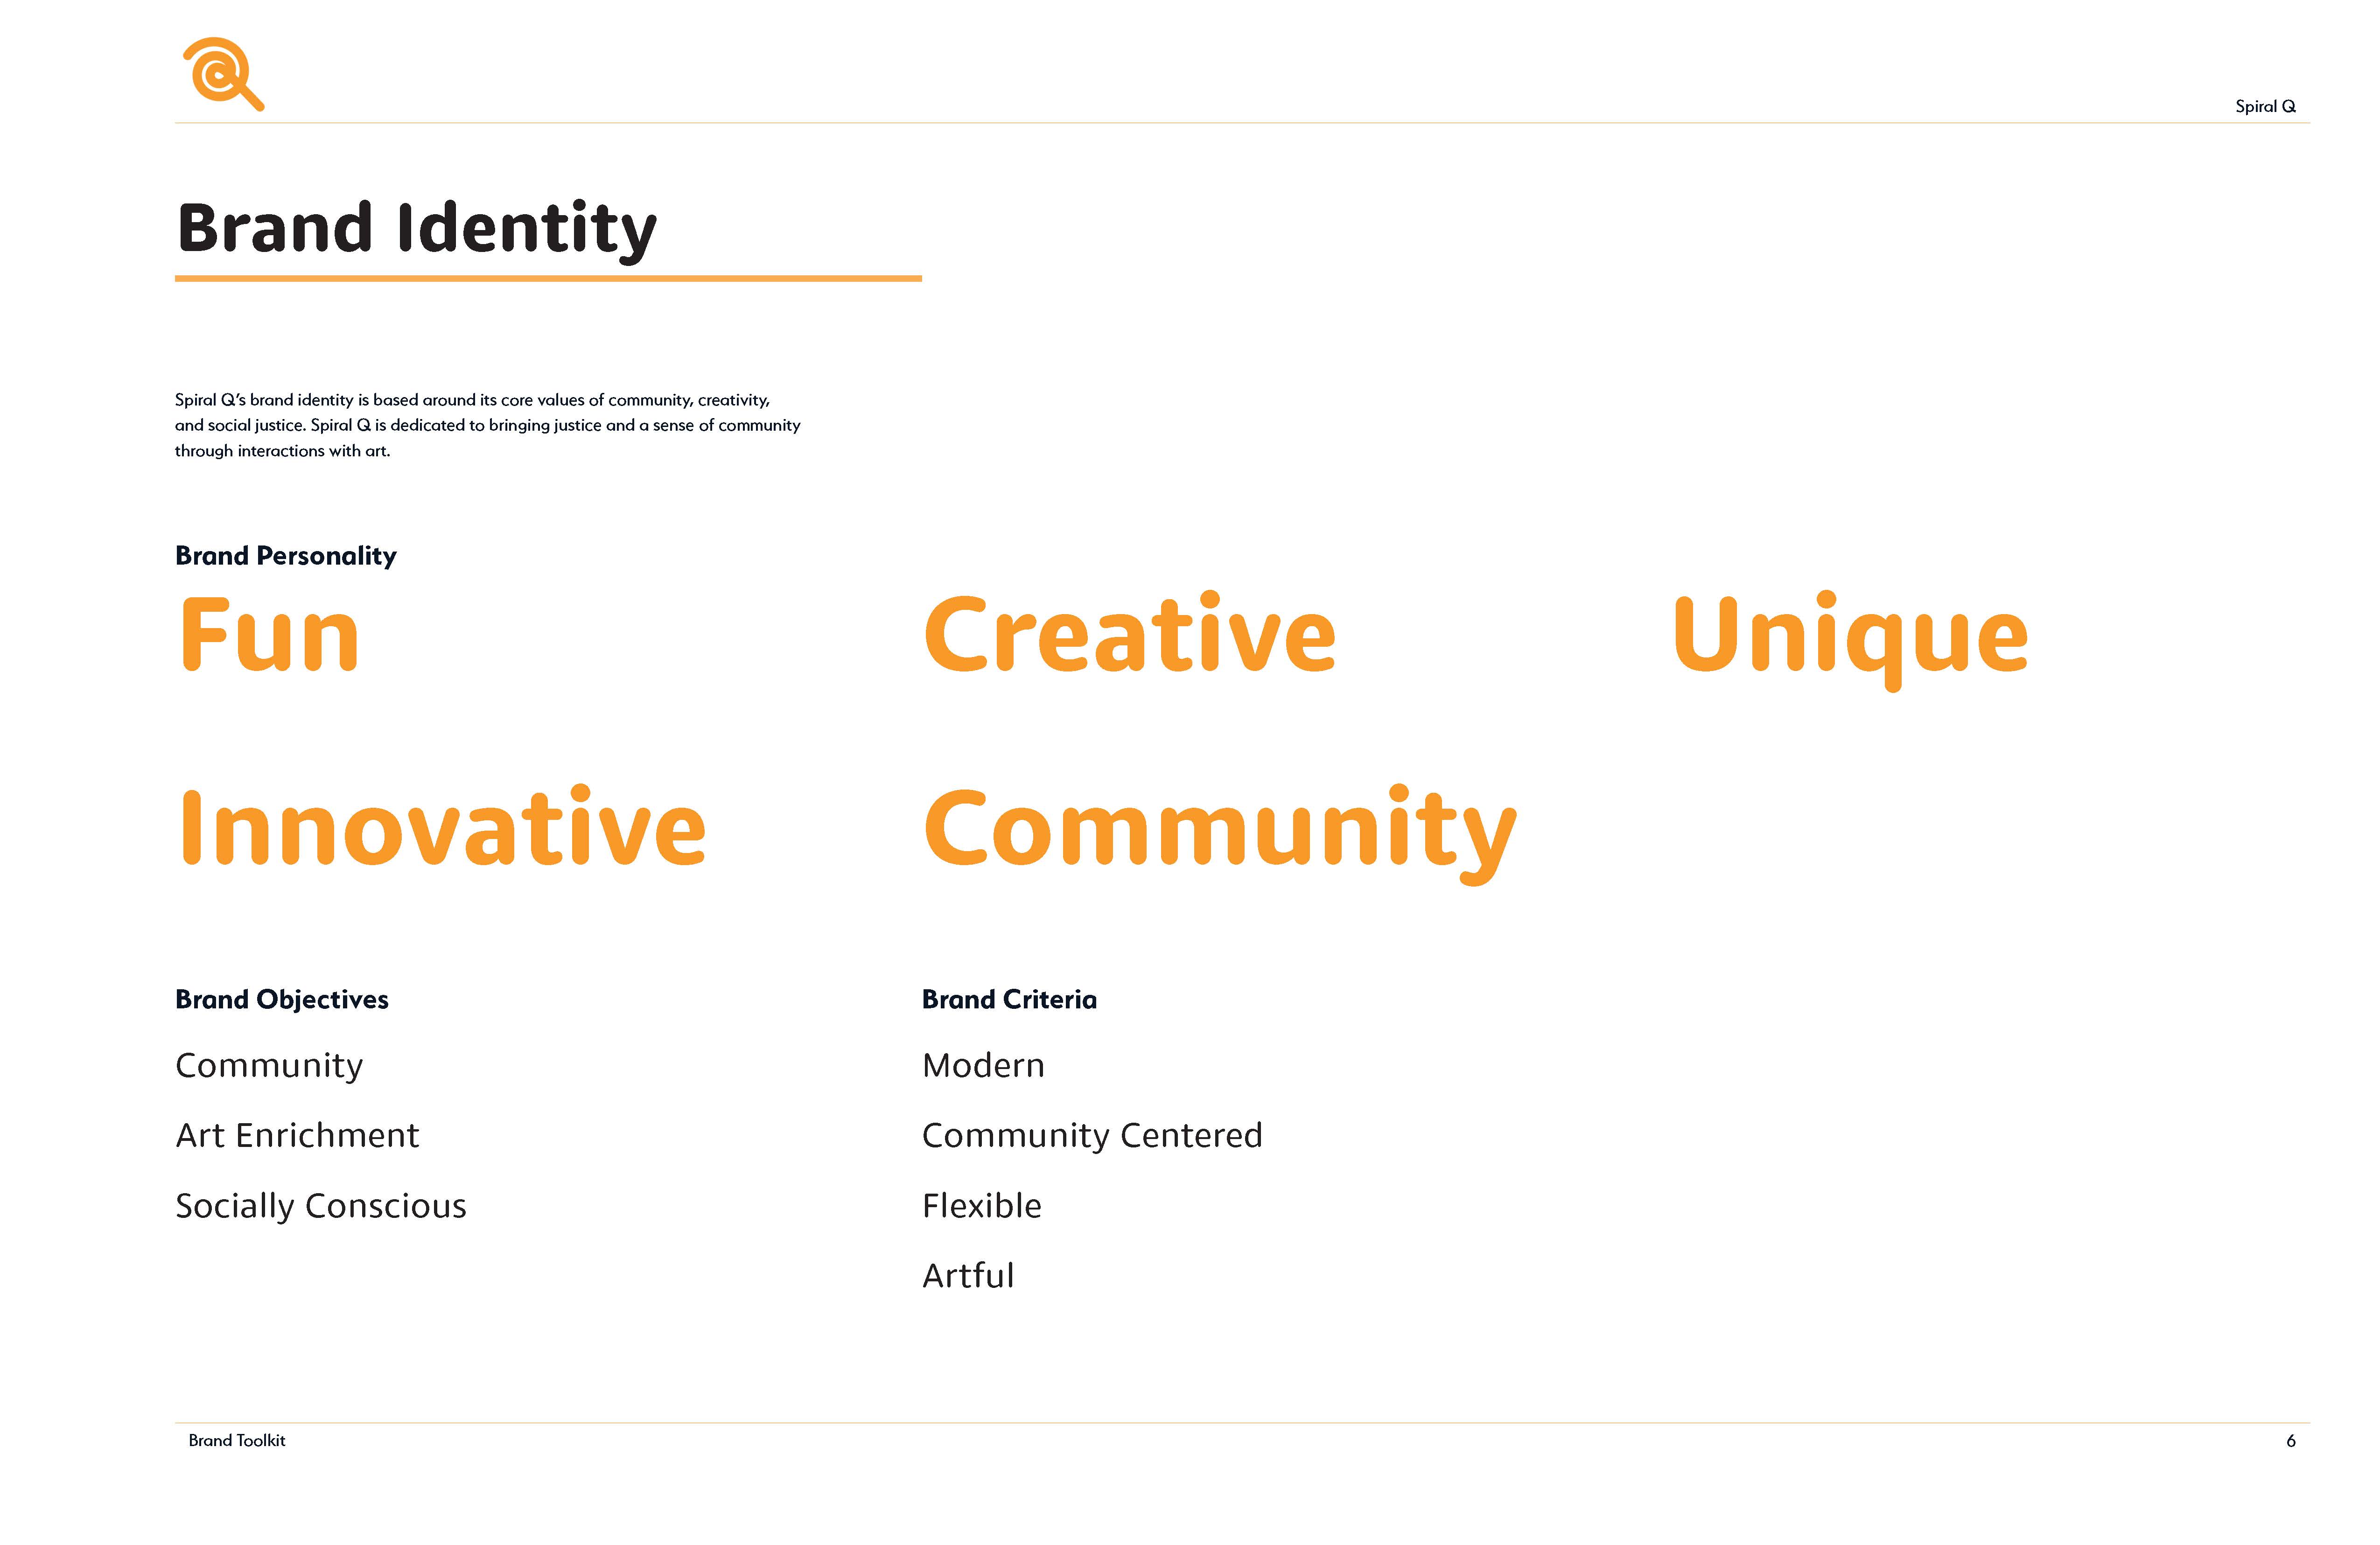 Spiral Q
Brand Identity
Spiral Q’s brand identity is based around its core values of community, creativity,
and social justice. Spiral Q is dedicated to bringing justice and a sense of community
through interactions with art.
Brand Personality
Fun
Creative
Unique
Innovative
Community
Brand Objectives
Community
Art Enrichment
Socially Conscious
Brand Criteria
Modern
Community Centered
Flexible
Artful
Brand Toolkit
6